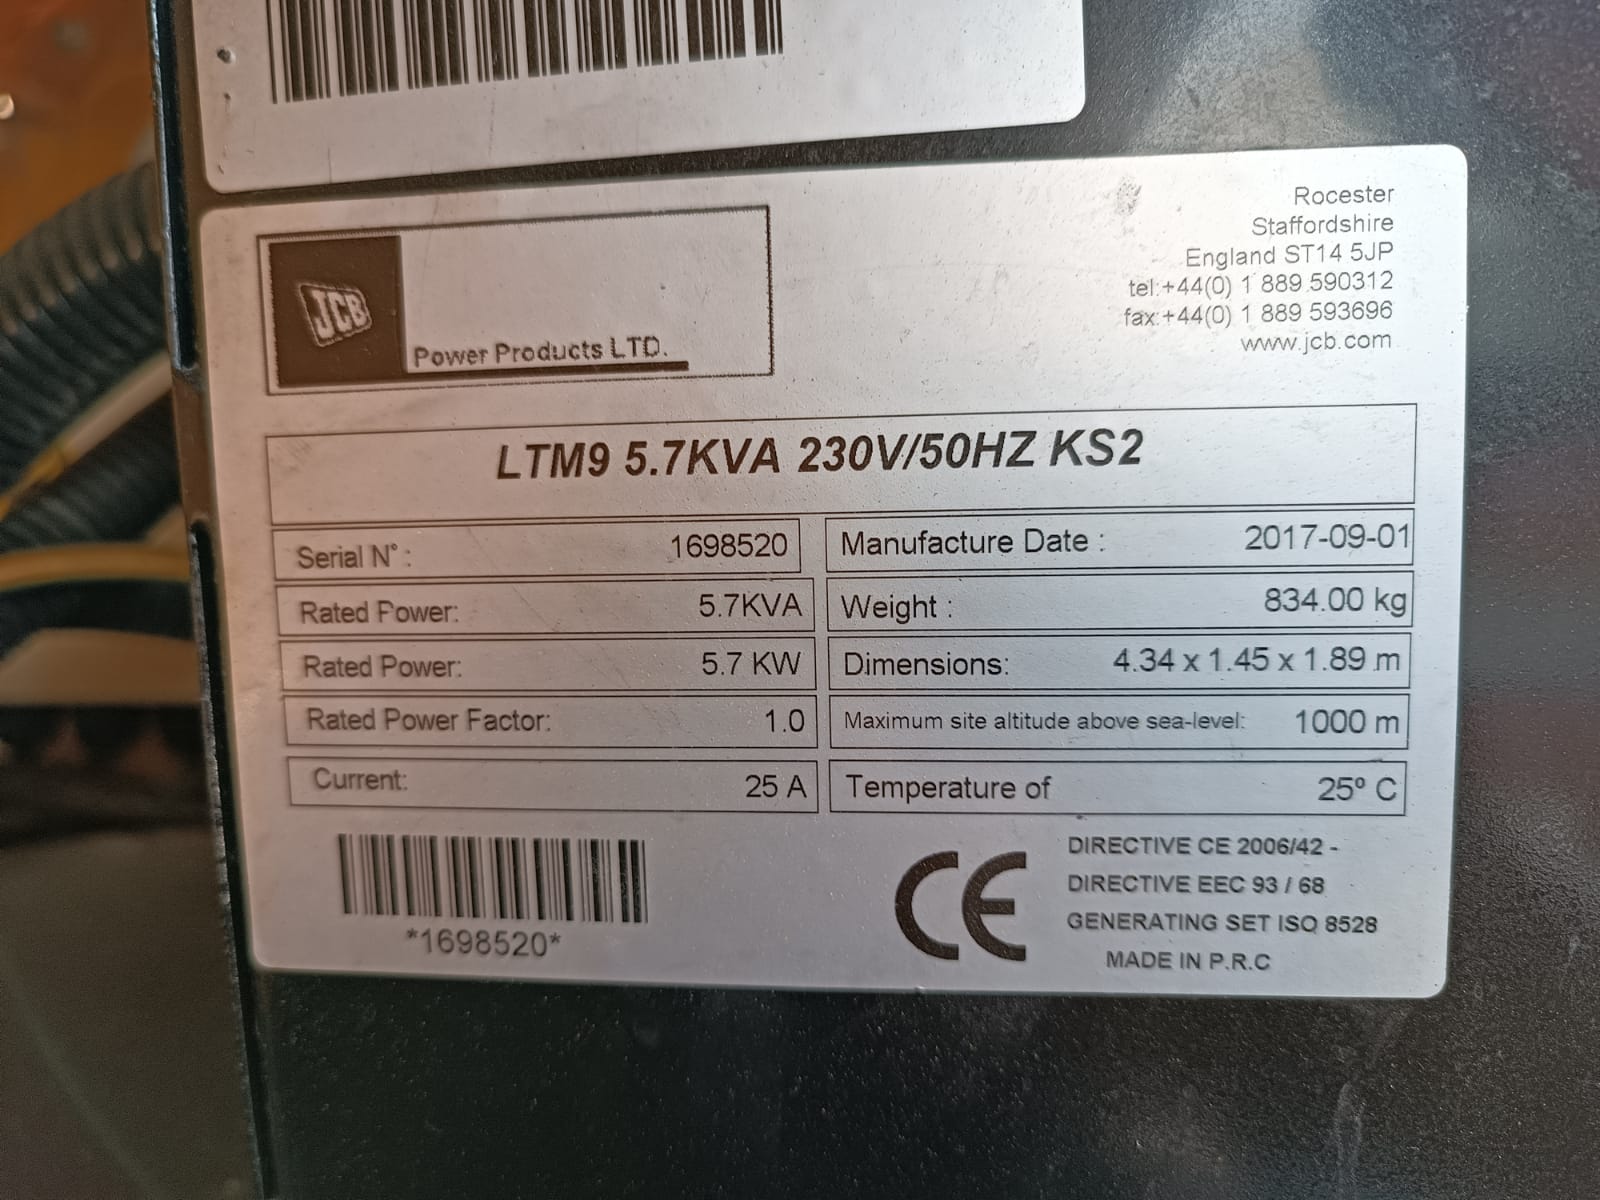 Rocester
Staffordshire
England ST14 5JP
tel:+44(0) 1 889 590312
fax:+44(0) 1 889 593696
www.jcb.com
JCB
Power Products LTD.
LTM9 5.7KVA 230V/50HZ KS2
Serial N° : 1698520
Manufacture Date : 2017-09-01
Rated Power: 5.7KVA
Weight : 834.00 kg
Rated Power: 5.7 KW
Dimensions: 4.34 x 1.45 x 1.89 m
Rated Power Factor: 1.0
Maximum site altitude above sea-level: 1000 m
Current: 25 A
Temperature of 25º C
*1698520*
CE
DIRECTIVE CE 2006/42 -
DIRECTIVE EEC 93 / 68
GENERATING SET ISO 8528
MADE IN P.R.C